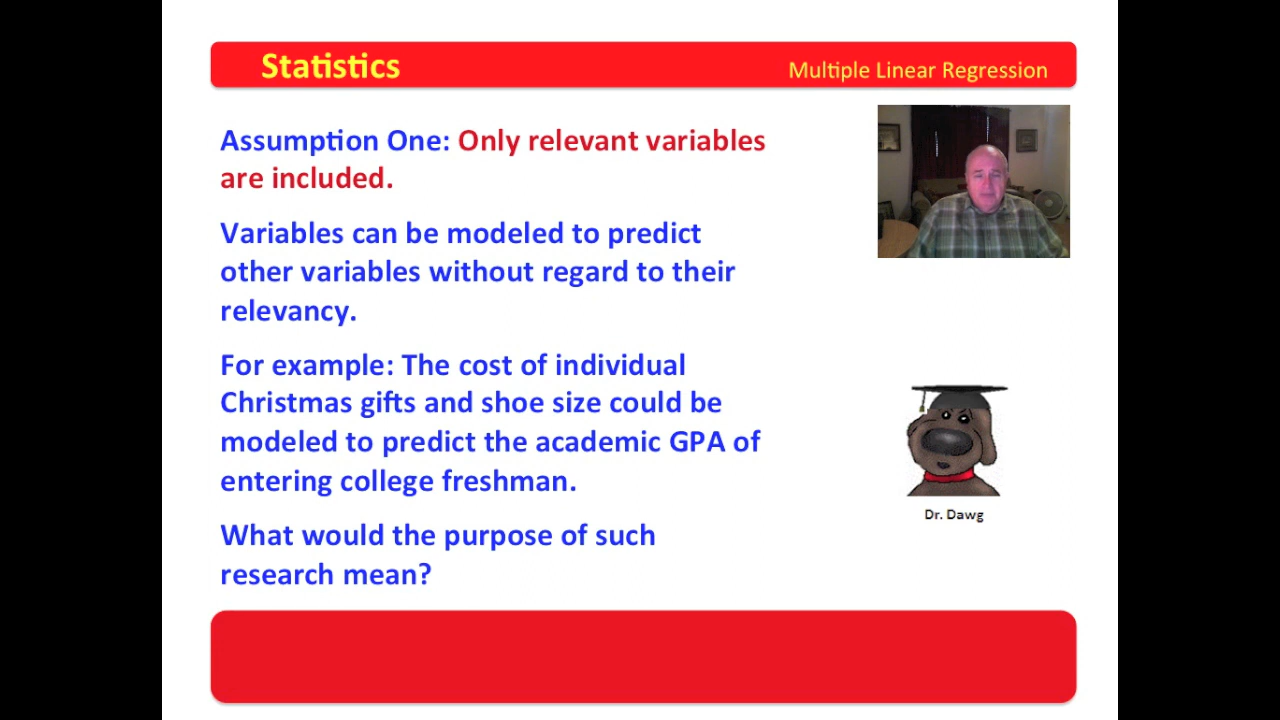 Statistics
Multiple Linear Regression
Assumption One: Only relevant variables
are included.
Variables can be modeled to predict
other variables without regard to their
relevancy.
For example: The cost of individual
Christmas gifts and shoe size could be
modeled to predict the academic GPA of
entering college freshman.
What would the purpose of such
research mean?
Dr. Dawg